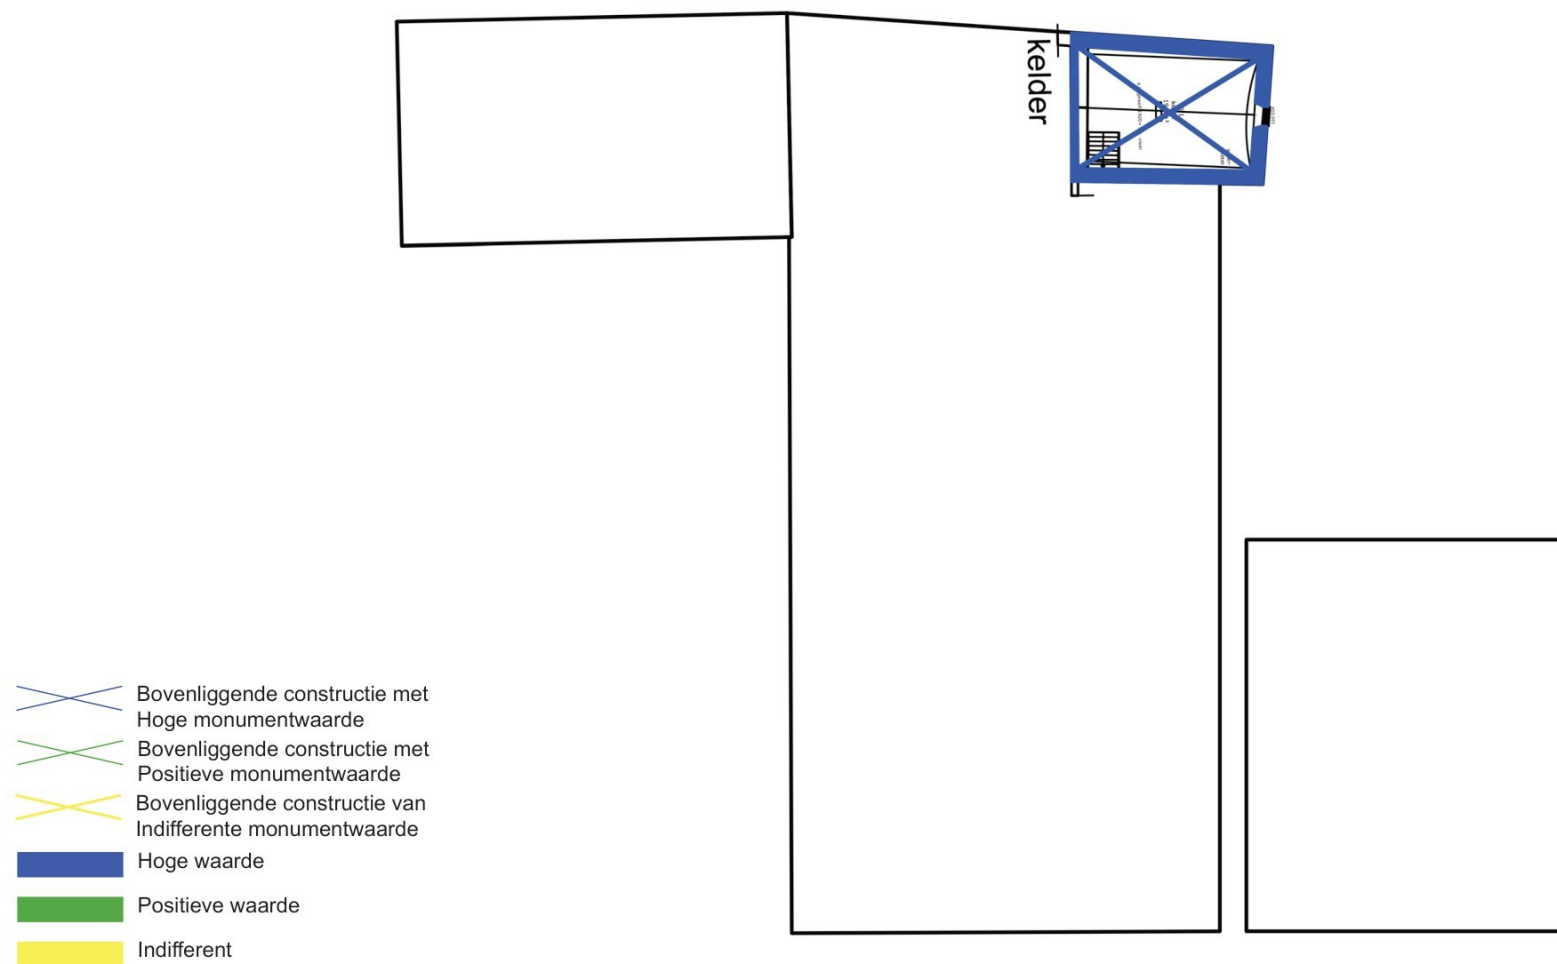 kelder
Bovenliggende constructie met
Hoge monumentwaarde
Bovenliggende constructie met
Positieve monumentwaarde
Bovenliggende constructie van
Indifferente monumentwaarde
Hoge waarde
Positieve waarde
Indifferent